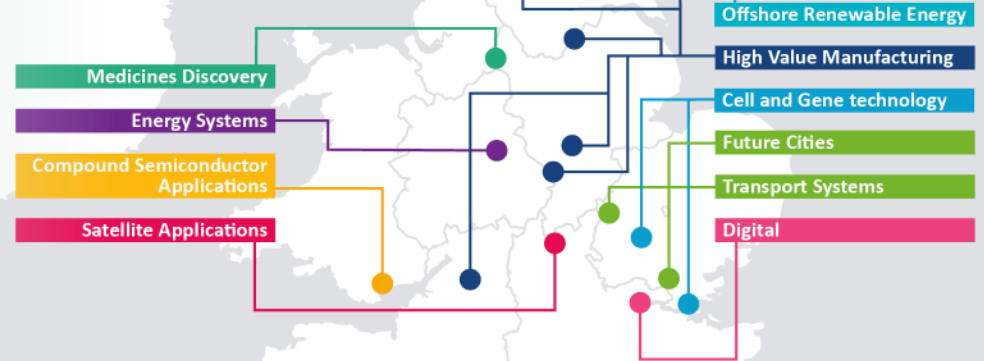 Medicines Discovery
Energy Systems
Compound Semiconductor
Applications
Satellite Applications
Offshore Renewable Energy
High Value Manufacturing
Cell and Gene technology
Future Cities
Transport Systems
Digital